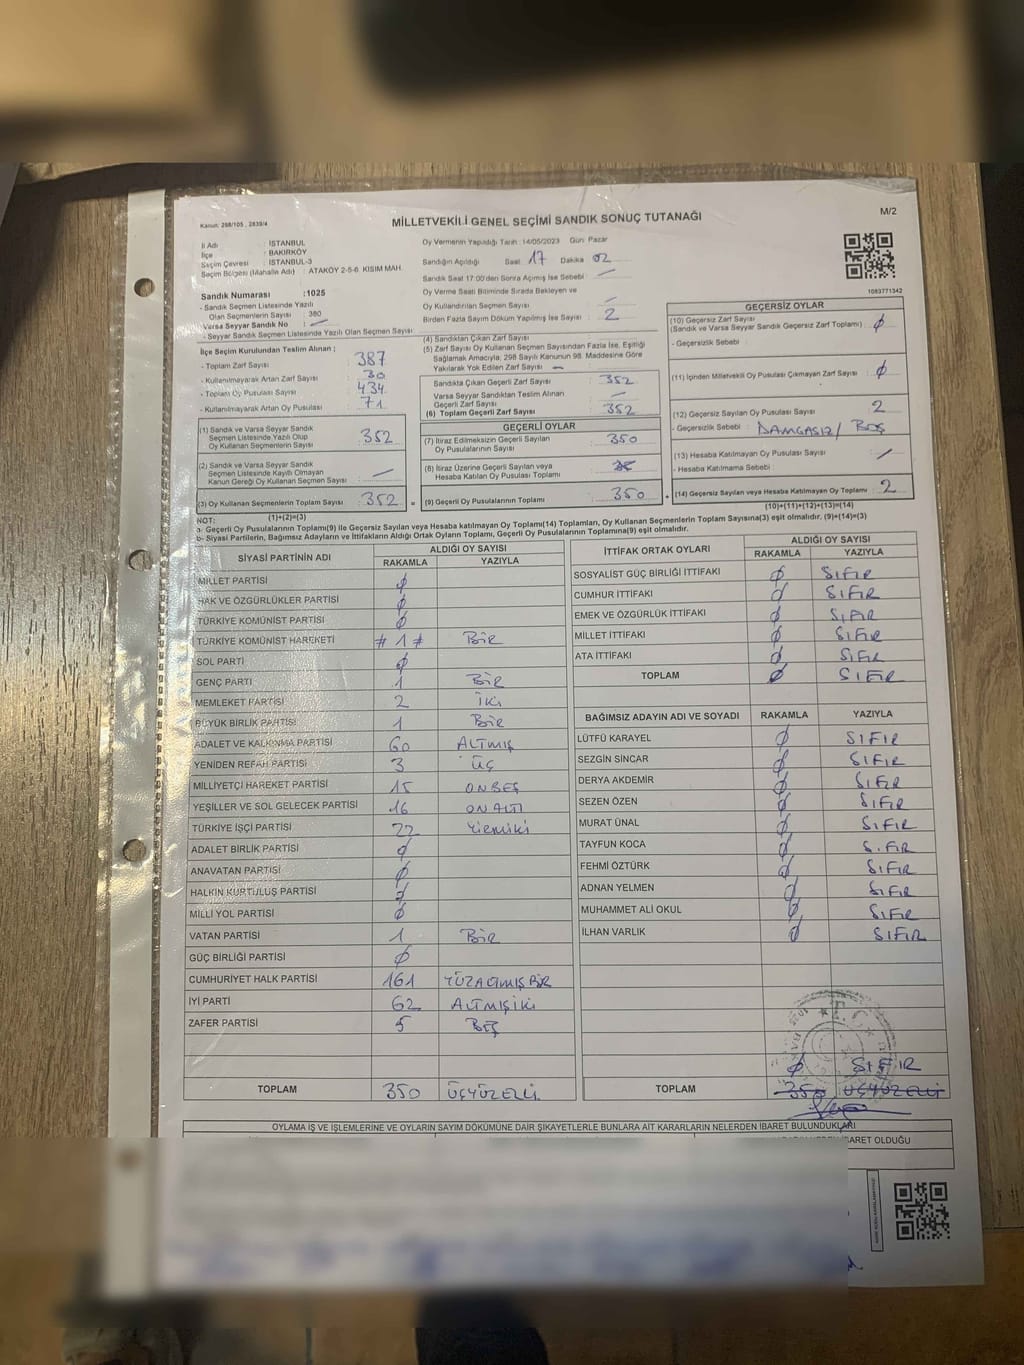 Kanun: 298/105, 2839/4
MİLLETVEKİLİ GENEL SEÇİMİ SANDIK SONUÇ TUTANAĞI
M/2
İl Adı : İSTANBUL
İlçe : BAKIRKÖY
Seçim Çevresi : İSTANBUL-3
Seçim Bölgesi (Mahalle Adı) : ATAKÖY 2-5-6. KISIM MAH.
Oy Vermenin Yapıldığı Tarih : 14/05/2023 Gün: Pazar
Sandığın Açıldığı Saat 17 Dakika 02
Sandık Saat 17:00'den Sonra Açılmış İse Sebebi
Oy Verme Saati Bitiminde Sırada Bekleyen ve
Oy Kullandırılan Seçmen Sayısı
Birden Fazla Sayım Döküm Yapılmış İse Sayısı : 2
1083771342
Sandık Numarası : 1025
- Sandık Seçmen Listesinde Yazılı
Olan Seçmenlerin Sayısı : 380
Varsa Seyyar Sandık No :
- Seyyar Sandık Seçmen Listesinde Yazılı Olan Seçmen Sayısı:
İlçe Seçim Kurulundan Teslim Alınan ;
- Toplam Zarf Sayısı : 387
- Kullanılmayarak Artan Zarf Sayısı : 30
- Toplam Oy Pusulası Sayısı : 434
- Kullanılmayarak Artan Oy Pusulası : 71
(1) Sandık ve Varsa Seyyar Sandık
Seçmen Listesinde Yazılı Olup
Oy Kullanan Seçmenlerin Sayısı : 352
(2) Sandık ve Varsa Seyyar Sandık
Seçmen Listesinde Kayıtlı Olmayan
Kanun Gereği Oy Kullanan Seçmen Sayısı :
(3) Oy Kullanan Seçmenlerin Toplam Sayısı : 352 =
(1)+(2)=(3)
(4) Sandıktan Çıkan Zarf Sayısı
(5) Zarf Sayısı Oy Kullanan Seçmen Sayısından Fazla İse, Eşitliği
Sağlamak Amacıyla, 298 Sayılı Kanunun 98. Maddesine Göre
Yakılarak Yok Edilen Zarf Sayısı
Sandıkta Çıkan Geçerli Zarf Sayısı : 352
Varsa Seyyar Sandıktan Teslim Alınan
Geçerli Zarf Sayısı :
(6) Toplam Geçerli Zarf Sayısı : 352
GEÇERLİ OYLAR
(7) İtiraz Edilmeksizin Geçerli Sayılan
Oy Pusulalarının Sayısı : 350
(8) İtiraz Üzerine Geçerli Sayılan veya
Hesaba Katılan Oy Pusulası Toplamı :
(9) Geçerli Oy Pusulalarının Toplamı : 350 +
GEÇERSİZ OYLAR
(10) Geçersiz Zarf Sayısı
(Sandık ve Varsa Seyyar Sandık Geçersiz Zarf Toplamı) : ϕ
- Geçersizlik Sebebi :
(11) İçinden Milletvekili Oy Pusulası Çıkmayan Zarf Sayısı : ϕ
(12) Geçersiz Sayılan Oy Pusulası Sayısı : 2
- Geçersizlik Sebebi : DAMGASIZ / BOŞ
(13) Hesaba Katılmayan Oy Pusulası Sayısı :
- Hesaba Katılmama Sebebi :
(14) Geçersiz Sayılan veya Hesaba Katılmayan Oy Toplamı : 2
(10)+(11)+(12)+(13)=(14)
NOT:
a- Geçerli Oy Pusulalarının Toplamı(9) ile Geçersiz Sayılan veya Hesaba katılmayan Oy Toplamı(14) Toplamları, Oy Kullanan Seçmenlerin Toplam Sayısına(3) eşit olmalıdır. (9)+(14)=(3)
b- Siyasi Partilerin, Bağımsız Adayların ve İttifakların Aldığı Ortak Oyların Toplamı, Geçerli Oy Pusulalarının Toplamına(9) eşit olmalıdır.
SİYASİ PARTİNİN ADI ALDIĞI OY SAYISI
RAKAMLA YAZIYLA
MİLLET PARTİSİ ϕ
HAK VE ÖZGÜRLÜKLER PARTİSİ ϕ
TÜRKİYE KOMÜNİST PARTİSİ ϕ
TÜRKİYE KOMÜNİST HAREKETİ # 1 # BİR
SOL PARTİ ϕ
GENÇ PARTİ 1 BİR
MEMLEKET PARTİSİ 2 İKİ
BÜYÜK BİRLİK PARTİSİ 1 BİR
ADALET VE KALKINMA PARTİSİ 60 ALTMIŞ
YENİDEN REFAH PARTİSİ 3 ÜÇ
MİLLİYETÇİ HAREKET PARTİSİ 15 ONBEŞ
YEŞİLLER VE SOL GELECEK PARTİSİ 16 ONALTI
TÜRKİYE İŞÇİ PARTİSİ 22 YİRMİİKİ
ADALET BİRLİK PARTİSİ ϕ
ANAVATAN PARTİSİ ϕ
HALKIN KURTULUŞ PARTİSİ
MİLLİ YOL PARTİSİ ϕ
VATAN PARTİSİ 1 BİR
GÜÇ BİRLİĞİ PARTİSİ ϕ
CUMHURİYET HALK PARTİSİ 161 YÜZALTMIŞBİR
İYİ PARTİ 62 ALTMIŞİKİ
ZAFER PARTİSİ 5 BEŞ
TOPLAM 350 ÜÇYÜZELLİ
İTTİFAK ORTAK OYLARI ALDIĞI OY SAYISI
RAKAMLA YAZIYLA
SOSYALİST GÜÇ BİRLİĞİ İTTİFAKI ϕ SIFIR
CUMHUR İTTİFAKI ϕ SIFIR
EMEK VE ÖZGÜRLÜK İTTİFAKI ϕ SIFIR
MİLLET İTTİFAKI ϕ SIFIR
ATA İTTİFAKI ϕ SIFIR
TOPLAM ϕ SIFIR
BAĞIMSIZ ADAYIN ADI VE SOYADI RAKAMLA YAZIYLA
LÜTFÜ KARAYEL ϕ SIFIR
SEZGİN SİNCAR ϕ SIFIR
DERYA AKDEMİR ϕ SIFIR
SEZEN ÖZEN ϕ SIFIR
MURAT ÜNAL ϕ SIFIR
TAYFUN KOCA ϕ SIFIR
FEHMİ ÖZTÜRK ϕ SIFIR
ADNAN YELMEN ϕ SIFIR
MUHAMMET ALİ OKUL ϕ SIFIR
İLHAN VARLIK ϕ SIFIR
ϕ SIFIR
TOPLAM 350 ÜÇYÜZELLİ
OYLAMA İŞ VE İŞLEMLERİNE VE OYLARIN SAYIM DÖKÜMÜNE DAİR ŞİKAYETLERLE BUNLARA AİT KARARLARIN NELERDEN İBARET BULUNDUKLARI
BARET OLDUĞU